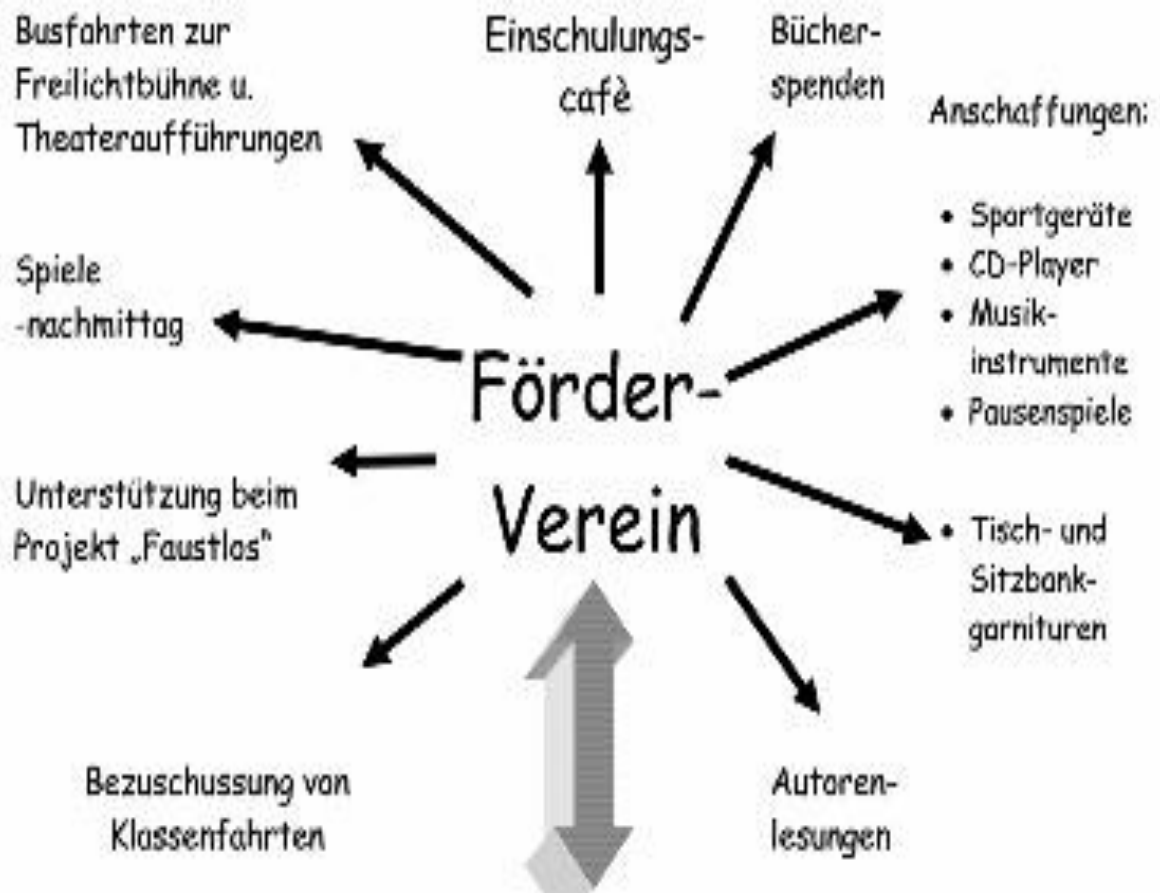 Busfahrten zur
Freilichtbühne u.
Theateraufführungen
Einschulungs-
cafè
Bücher-
spenden
Anschaffungen:
• Sportgeräte
• CD-Player
• Musik-
instrumente
• Pausenspiele
Spiele
-nachmittag
Förder-
Verein
Unterstützung beim
Projekt „Faustlos“
• Tisch- und
Sitzbank-
garnituren
Bezuschussung von
Klassenfahrten
Autoren-
lesungen